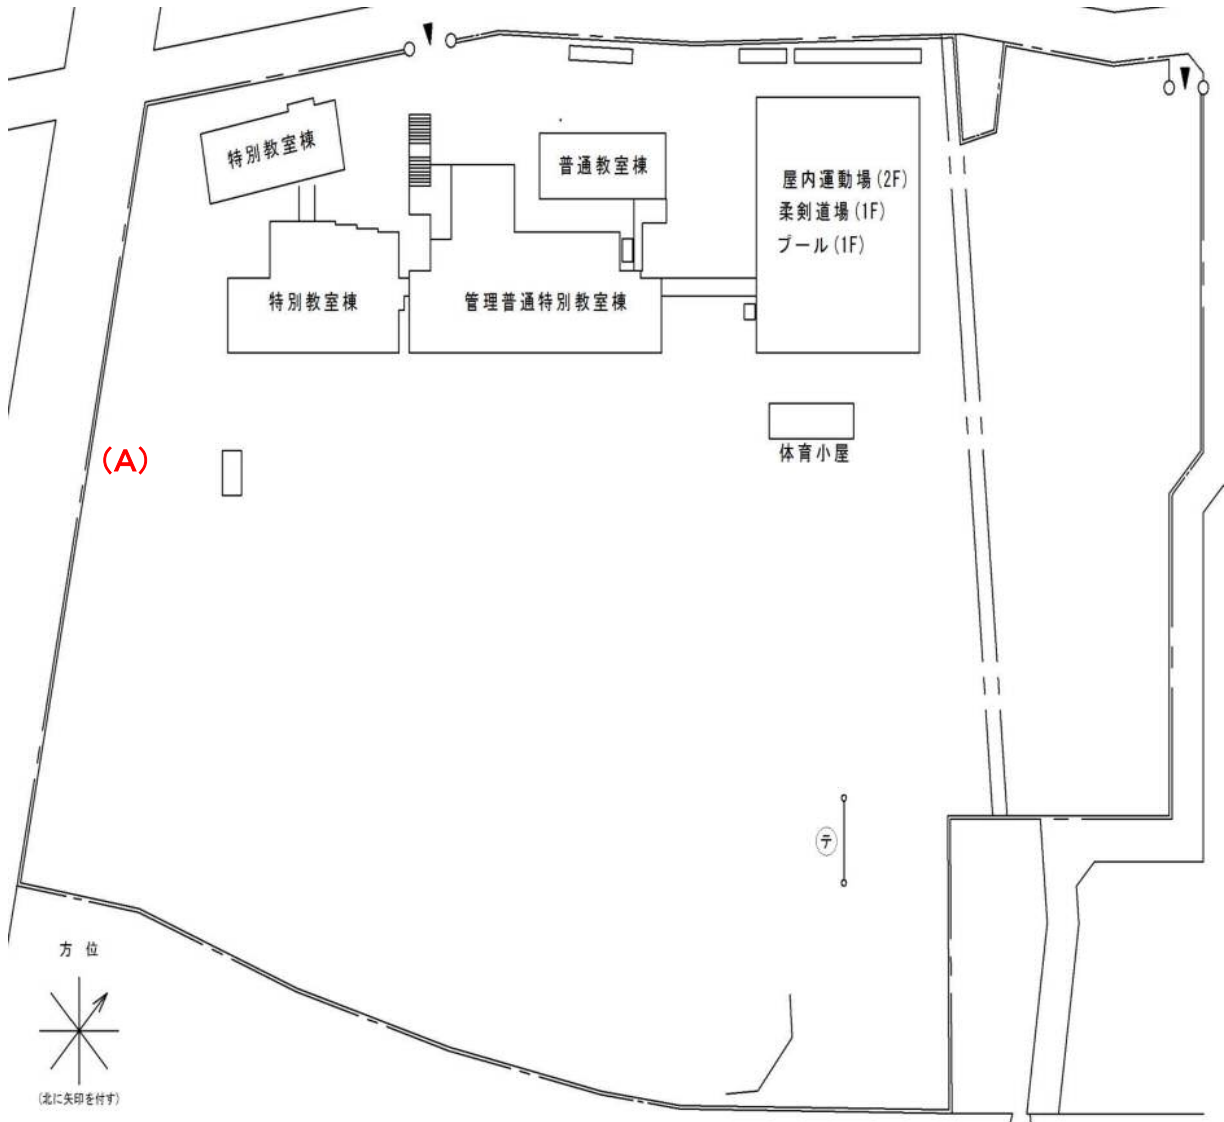 特別教室棟
普通教室棟
屋内運動場(2F)
柔剣道場(1F)
プール(1F)
特別教室棟
管理普通特別教室棟
(A)
体育小屋
テ
方位
(北に矢印を付す)